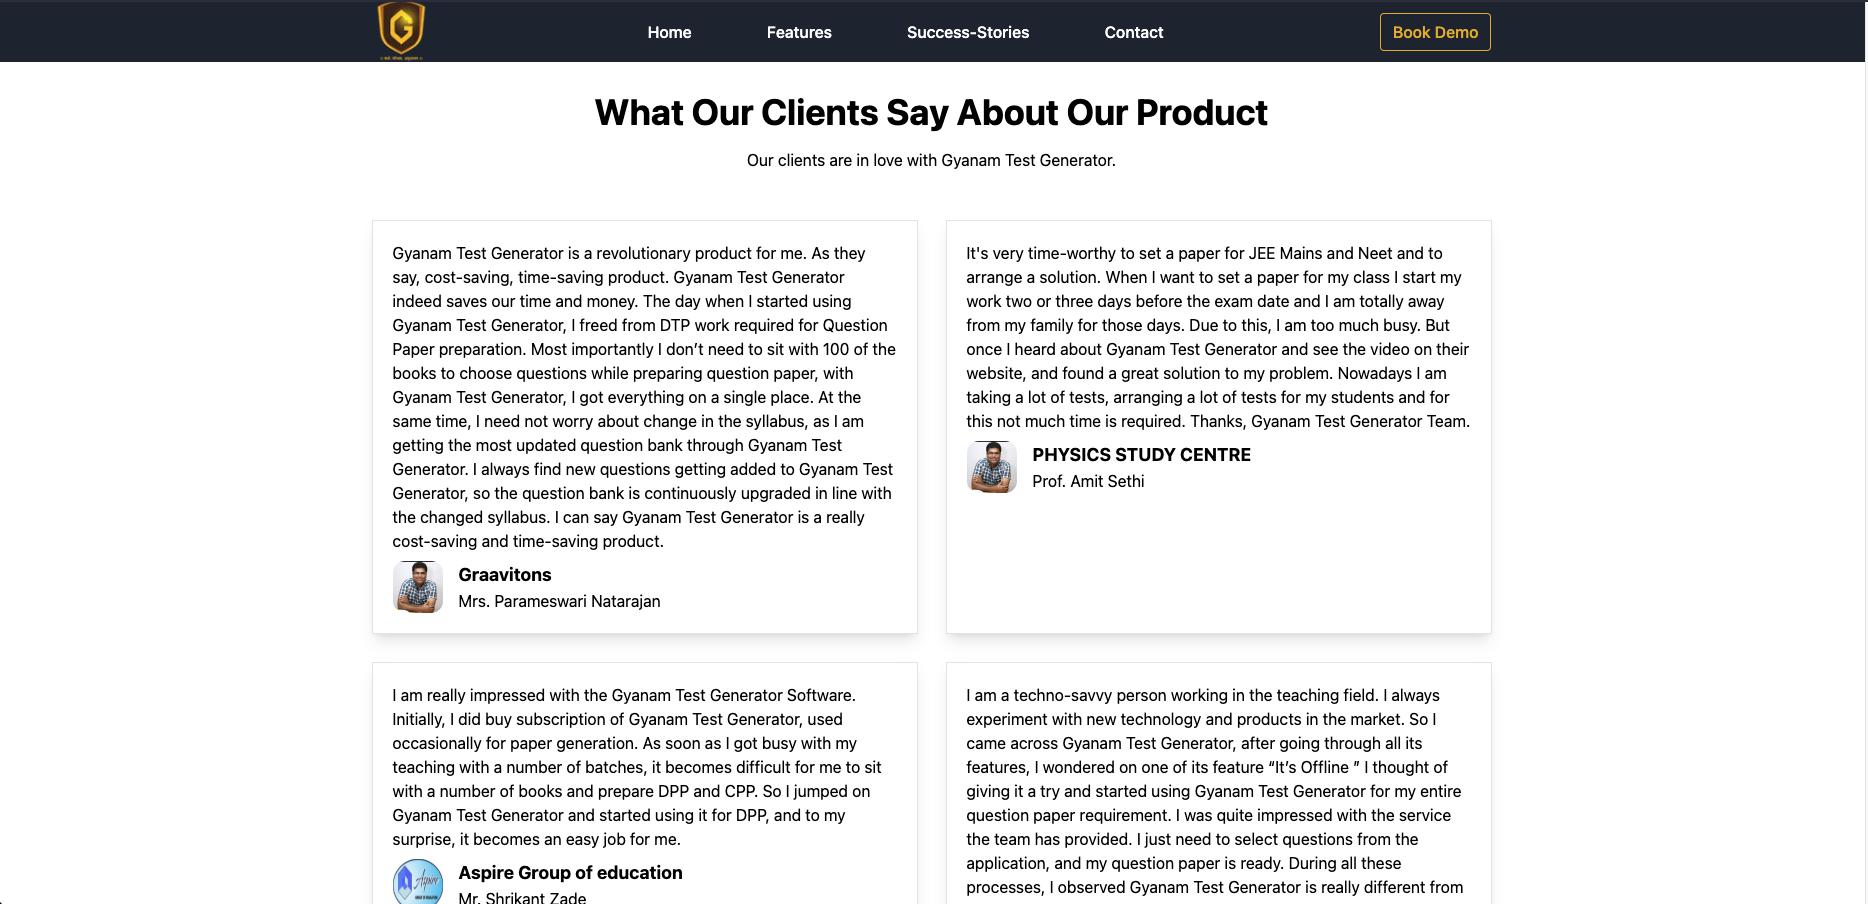 Home
Features
Success-Stories
Contact
Book Demo
What Our Clients Say About Our Product
Our clients are in love with Gyanam Test Generator.
Gyanam Test Generator is a revolutionary product for me. As they
say, cost-saving, time-saving product. Gyanam Test Generator
indeed saves our time and money. The day when I started using
Gyanam Test Generator, I freed from DTP work required for Question
Paper preparation. Most importantly I don’t need to sit with 100 of the
books to choose questions while preparing question paper, with
Gyanam Test Generator, I got everything on a single place. At the
same time, I need not worry about change in the syllabus, as I am
getting the most updated question bank through Gyanam Test
Generator. I always find new questions getting added to Gyanam Test
Generator, so the question bank is continuously upgraded in line with
the changed syllabus. I can say Gyanam Test Generator is a really
cost-saving and time-saving product.
Graavitons
Mrs. Parameswari Natarajan
It's very time-worthy to set a paper for JEE Mains and Neet and to
arrange a solution. When I want to set a paper for my class I start my
work two or three days before the exam date and I am totally away
from my family for those days. Due to this, I am too much busy. But
once I heard about Gyanam Test Generator and see the video on their
website, and found a great solution to my problem. Nowadays I am
taking a lot of tests, arranging a lot of tests for my students and for
this not much time is required. Thanks, Gyanam Test Generator Team.
PHYSICS STUDY CENTRE
Prof. Amit Sethi
I am really impressed with the Gyanam Test Generator Software.
Initially, I did buy subscription of Gyanam Test Generator, used
occasionally for paper generation. As soon as I got busy with my
teaching with a number of batches, it becomes difficult for me to sit
with a number of books and prepare DPP and CPP. So I jumped on
Gyanam Test Generator and started using it for DPP, and to my
surprise, it becomes an easy job for me.
Aspire
Aspire Group of education
Mr. Shrikant Zade
I am a techno-savvy person working in the teaching field. I always
experiment with new technology and products in the market. So I
came across Gyanam Test Generator, after going through all its
features, I wondered on one of its feature “It’s Offline ” I thought of
giving it a try and started using Gyanam Test Generator for my entire
question paper requirement. I was quite impressed with the service
the team has provided. I just need to select questions from the
application, and my question paper is ready. During all these
processes, I observed Gyanam Test Generator is really different from